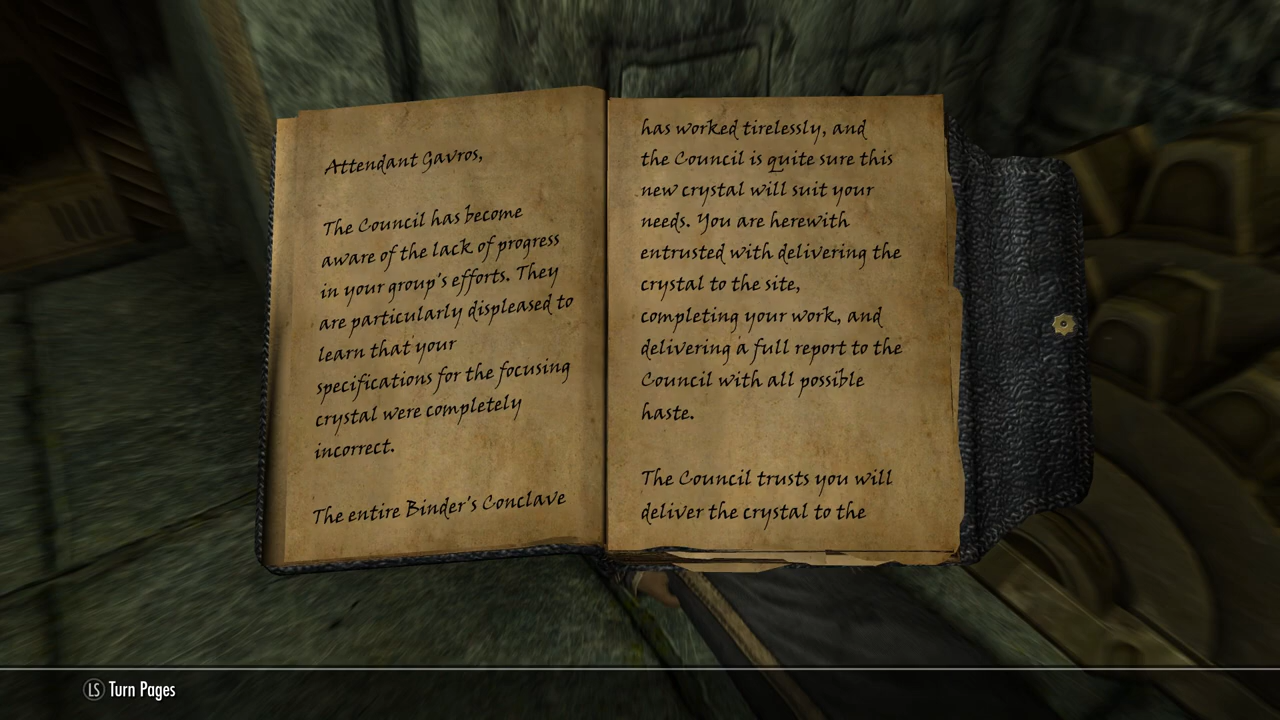 Attendant Gavros,
The Council has become
aware of the lack of progress
in your group's efforts. They
are particularly displeased to
learn that your
specifications for the focusing
crystal were completely
incorrect.
The entire Binder's Conclave
has worked tirelessly, and
the Council is quite sure this
new crystal will suit your
needs. You are herewith
entrusted with delivering the
crystal to the site,
completing your work, and
delivering a full report to the
Council with all possible
haste.
The Council trusts you will
deliver the crystal to the
LS Turn Pages